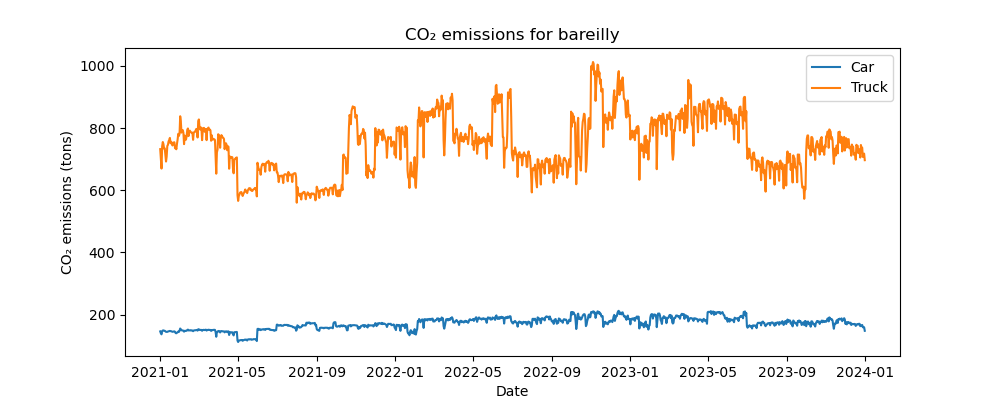 CO₂ emissions for bareilly
Car
Truck
CO₂ emissions (tons)
1000
800
600
400
200
2021-01 2021-05 2021-09 2022-01 2022-05 2022-09 2023-01 2023-05 2023-09 2024-01
Date